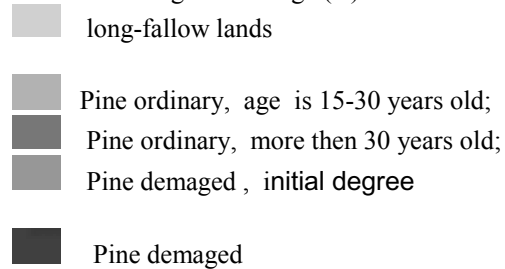 long-fallow lands
Pine ordinary, age is 15-30 years old;
Pine ordinary, more then 30 years old;
Pine demaged , initial degree
Pine demaged